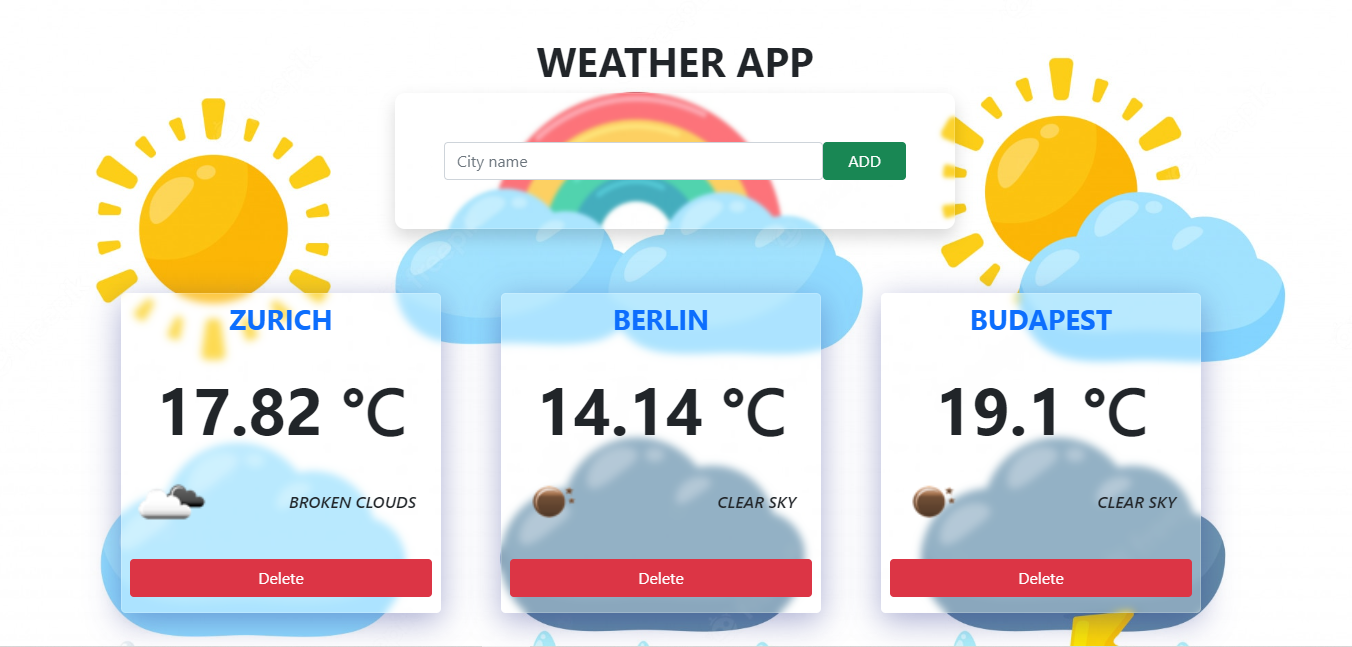 WEATHER APP
City name
ADD
ZURICH
17.82 °C
BROKEN CLOUDS
Delete
BERLIN
14.14 °C
CLEAR SKY
Delete
BUDAPEST
19.1 °C
CLEAR SKY
Delete